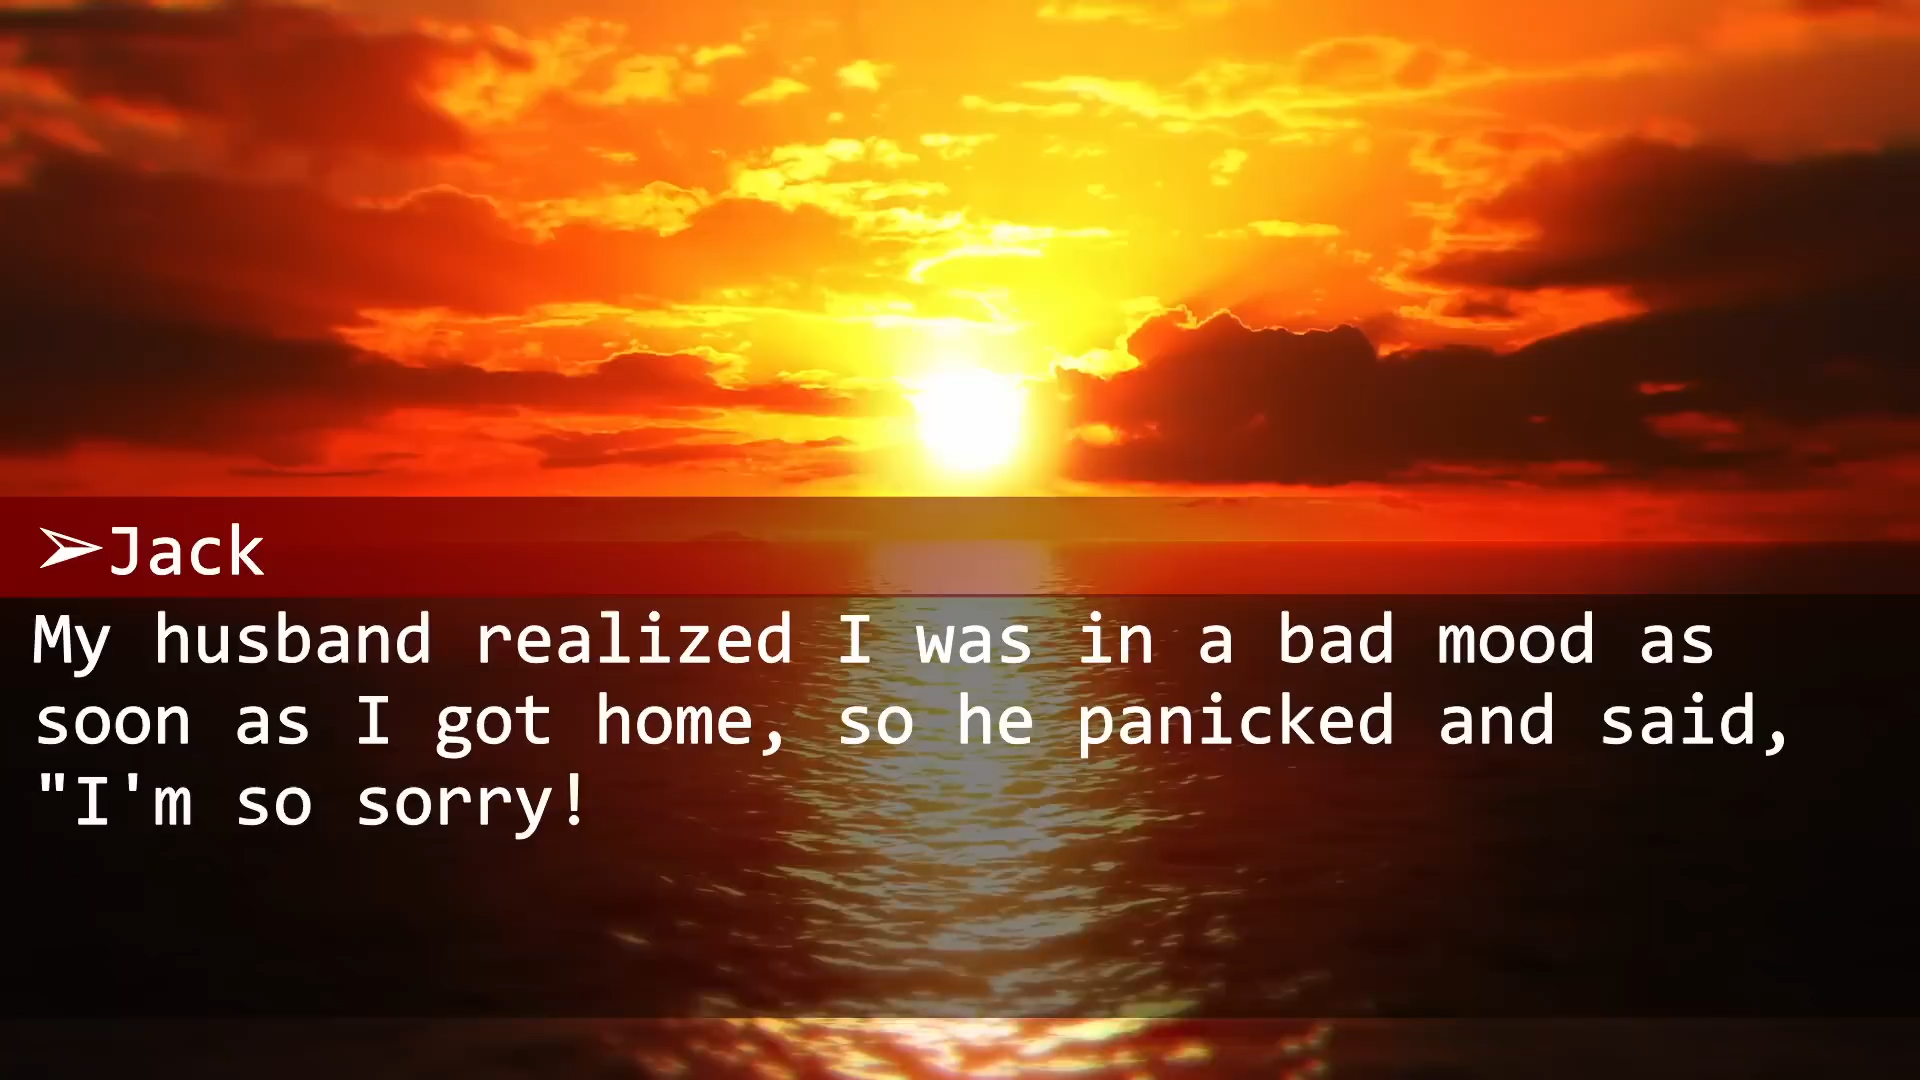 ➢Jack
My husband realized I was in a bad mood as
soon as I got home, so he panicked and said,
"I'm so sorry!